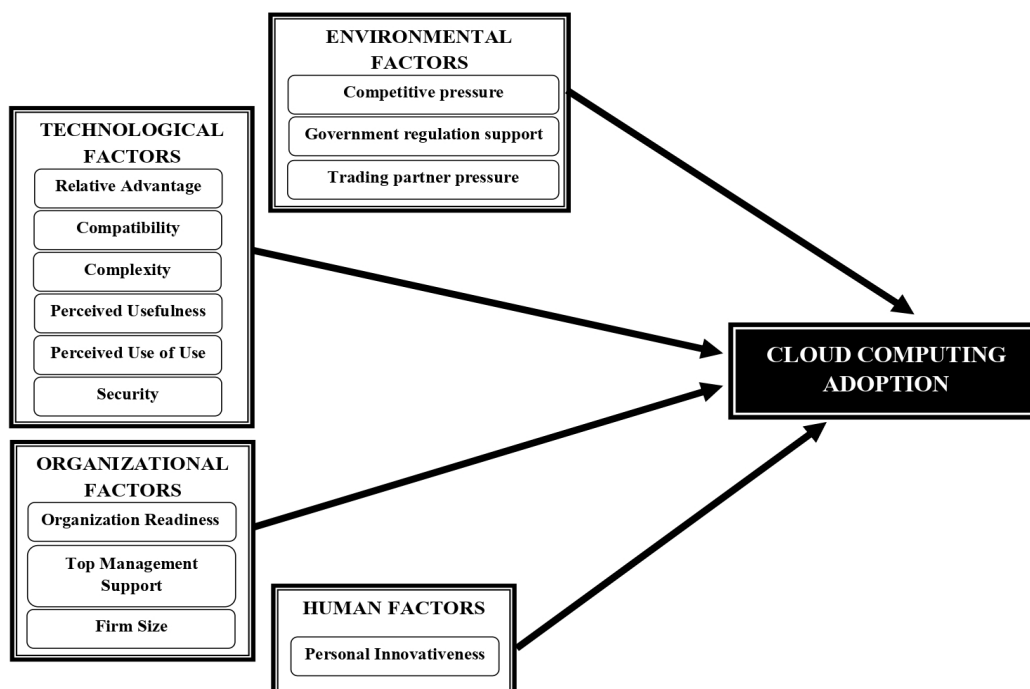 ENVIRONMENTAL
FACTORS
Competitive pressure
Government regulation support
Trading partner pressure
TECHNOLOGICAL
FACTORS
Relative Advantage
Compatibility
Complexity
Perceived Usefulness
Perceived Use of Use
Security
CLOUD COMPUTING
ADOPTION
ORGANIZATIONAL
FACTORS
Organization Readiness
Top Management
Support
Firm Size
HUMAN FACTORS
Personal Innovativeness